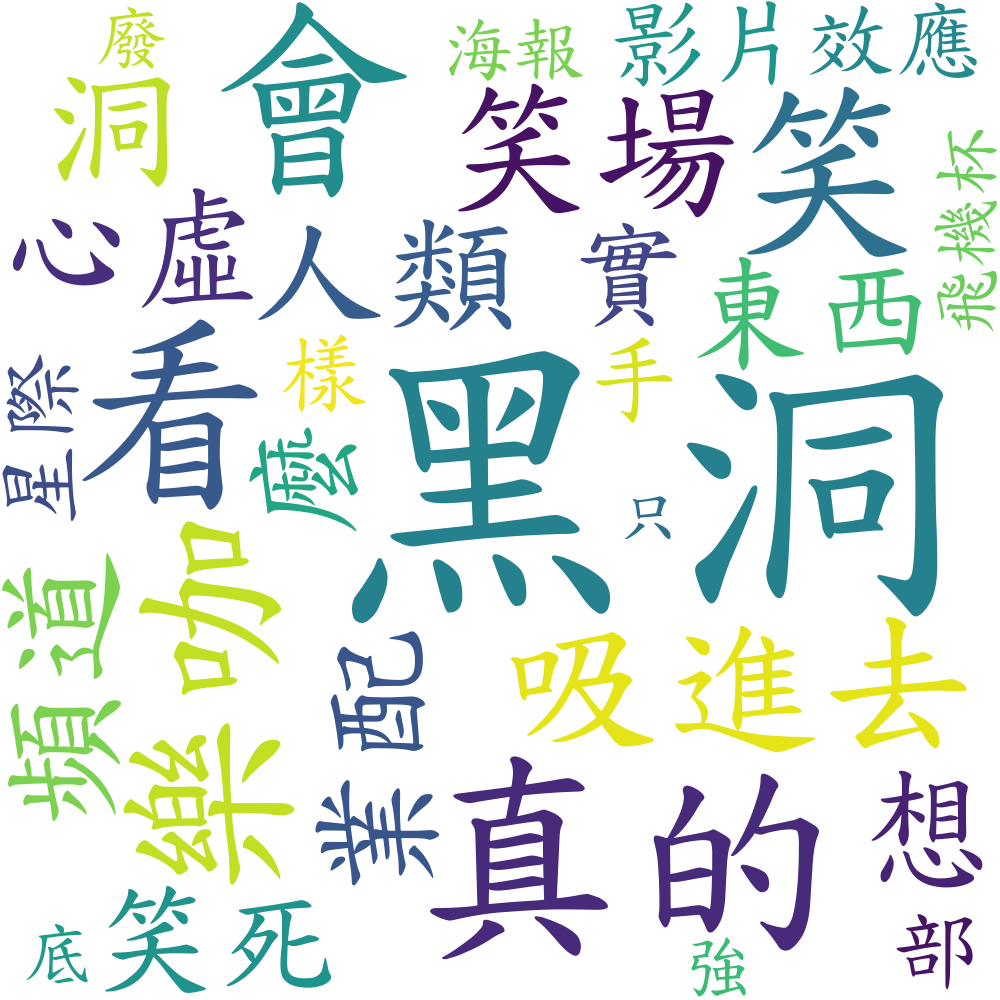 廢
會
海報
影片效應
洞
笑場
笑
飛機杯
心虛
人類
實
東西
星際
看
樣
手
黑洞
麼
只
頻道
樂咖
業配
吸進去
真的
想
笑死
底
強
部